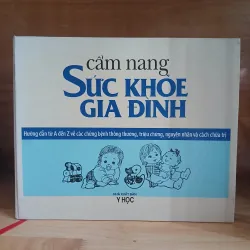 cẩm nang
SỨC KHỎE
GIA ĐÌNH
Hướng dẫn từ A đến Z về các chứng bệnh thông thường, triệu chứng, nguyên nhân và cách chữa trị
NHÀ XUẤT BẢN
Y HỌC